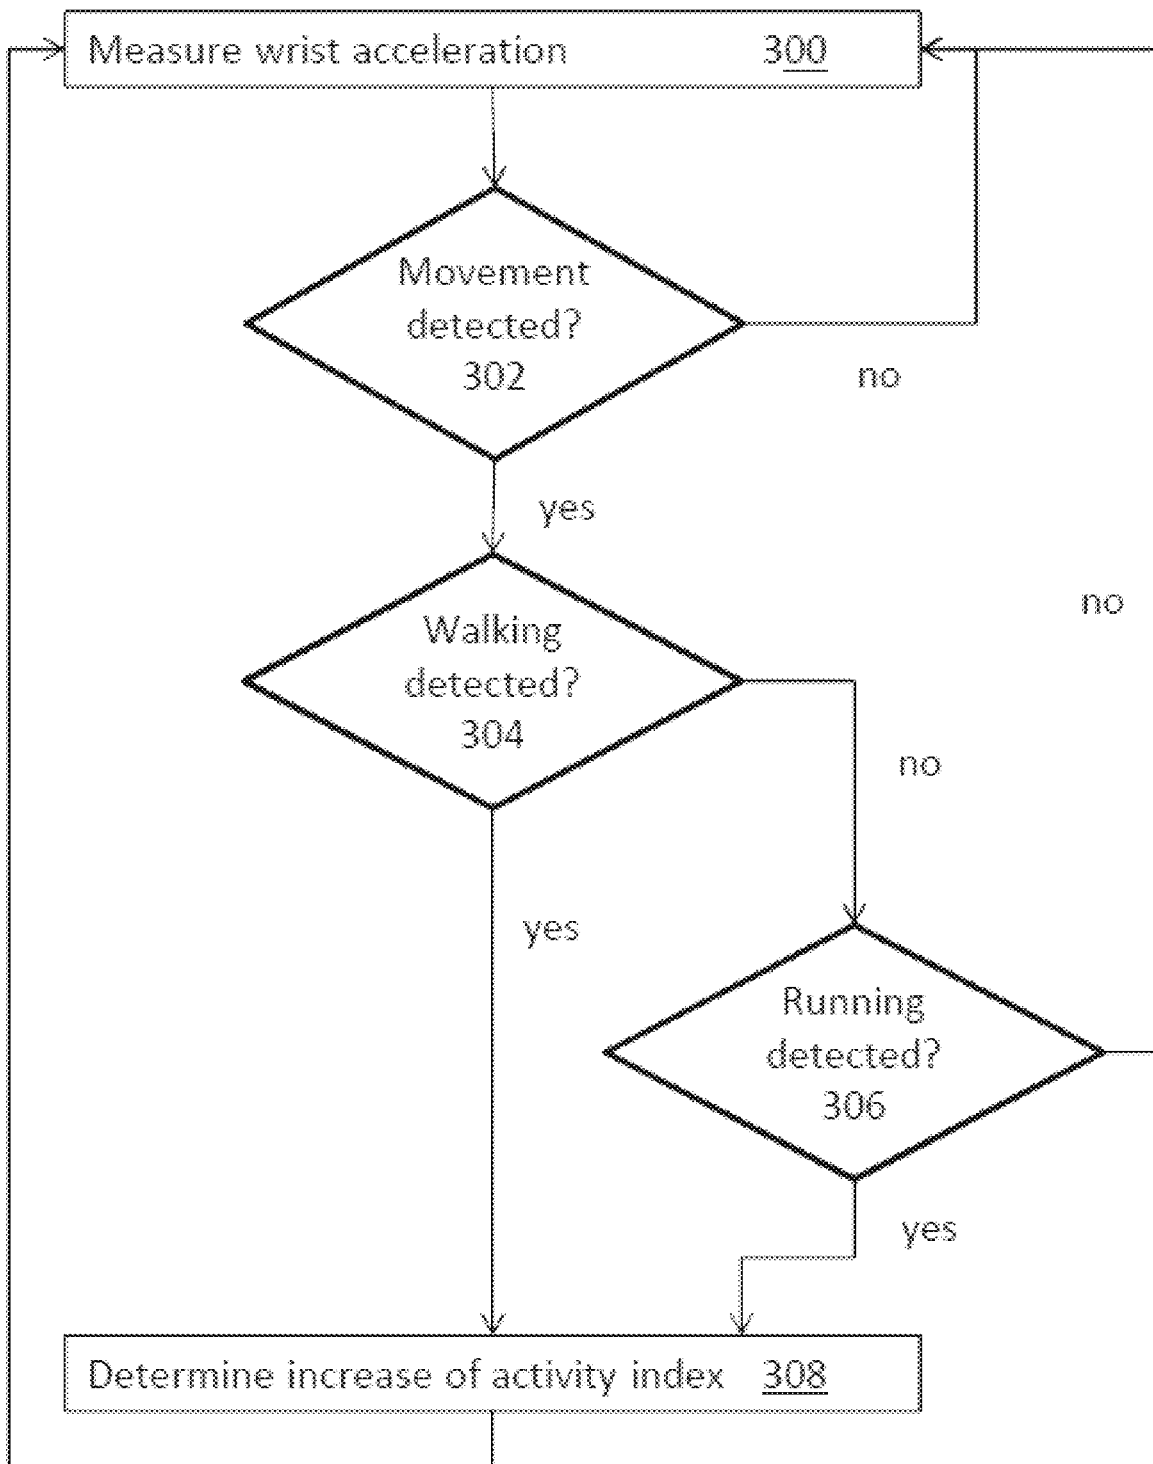 Measure wrist acceleration 300
Movement
detected?
302
no
yes
no
Walking
detected?
304
no
yes
Running
detected?
306
yes
Determine increase of activity index 308